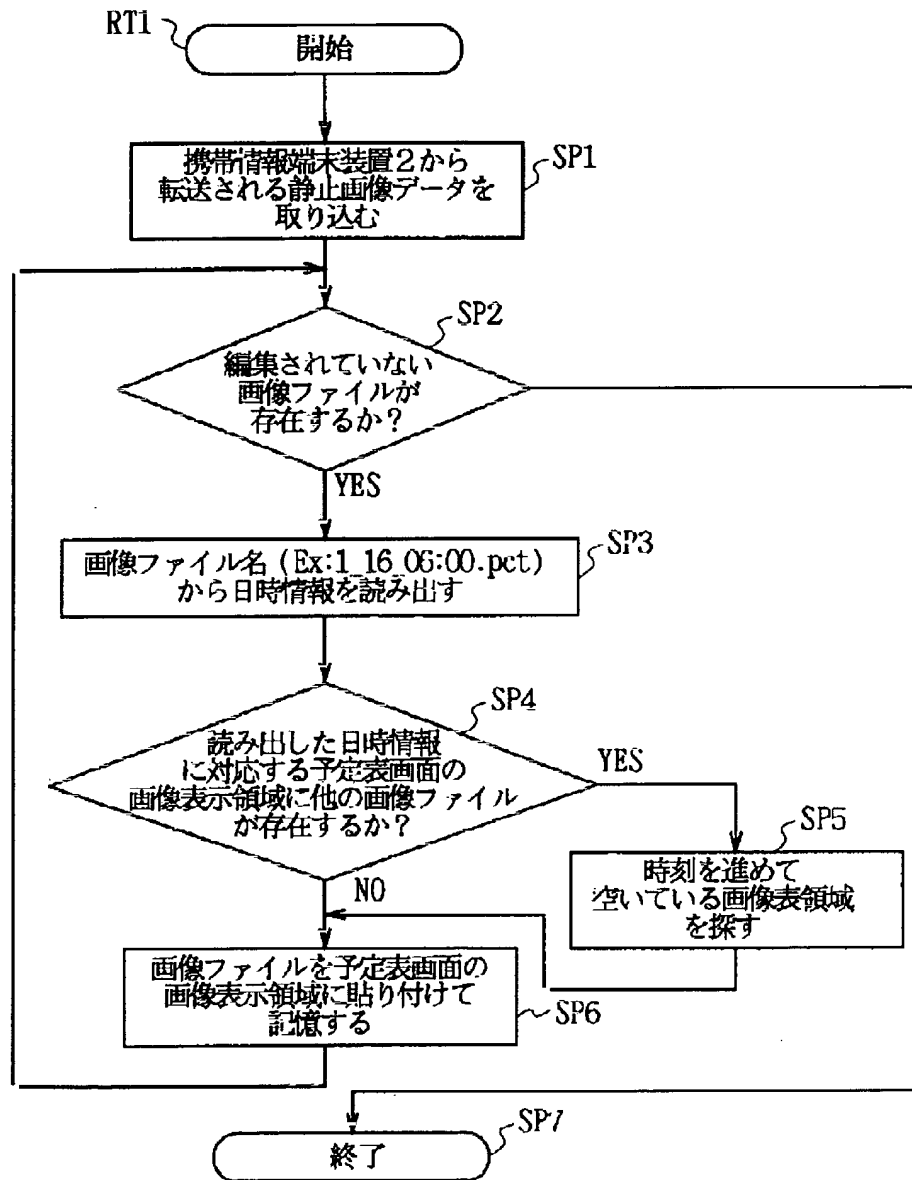 RT1
開始
携帯情報端末装置2から
転送される静止画像データを
取り込む
SP1
SP2
編集されていない
画像ファイルが
存在するか？
YES
画像ファイル名 (Ex:1_16_06:00.pct)
から日時情報を読み出す
SP3
SP4
読み出した日時情報
に対応する予定表画面の
画像表示領域に他の画像ファイル
が存在するか？
YES
SP5
時刻を進めて
空いている画像表領域
を探す
NO
画像ファイルを予定表画面の
画像表示領域に貼り付けて
記憶する
SP6
SP7
終了